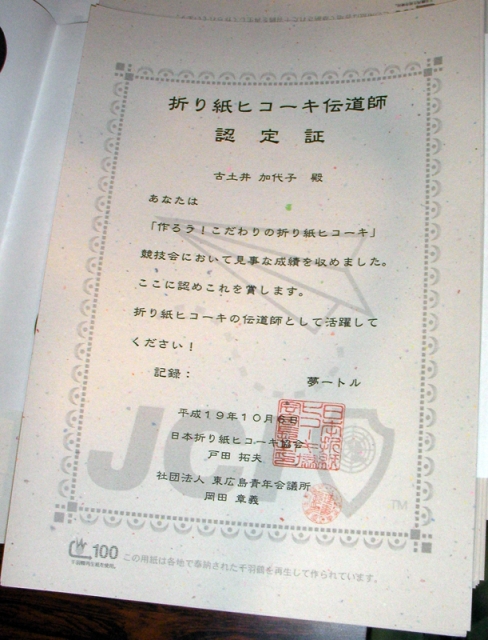 折り紙ヒコーキ伝道師
認定証
古土井 加代子 殿
あなたは
「作ろう！こだわりの折り紙ヒコーキ」
競技会において見事な成績を収めました。
ここに認めこれを賞します。
折り紙ヒコーキの伝道師として活躍して
ください！
記録： 夢一トル
平成19年10月6日
日本折り紙ヒコーキ協会
戸田 拓夫
社団法人 東広島青年会議所
岡田 章義
JCI
TM
100
この用紙は各地で奉納された千羽鶴を再生して作られています。